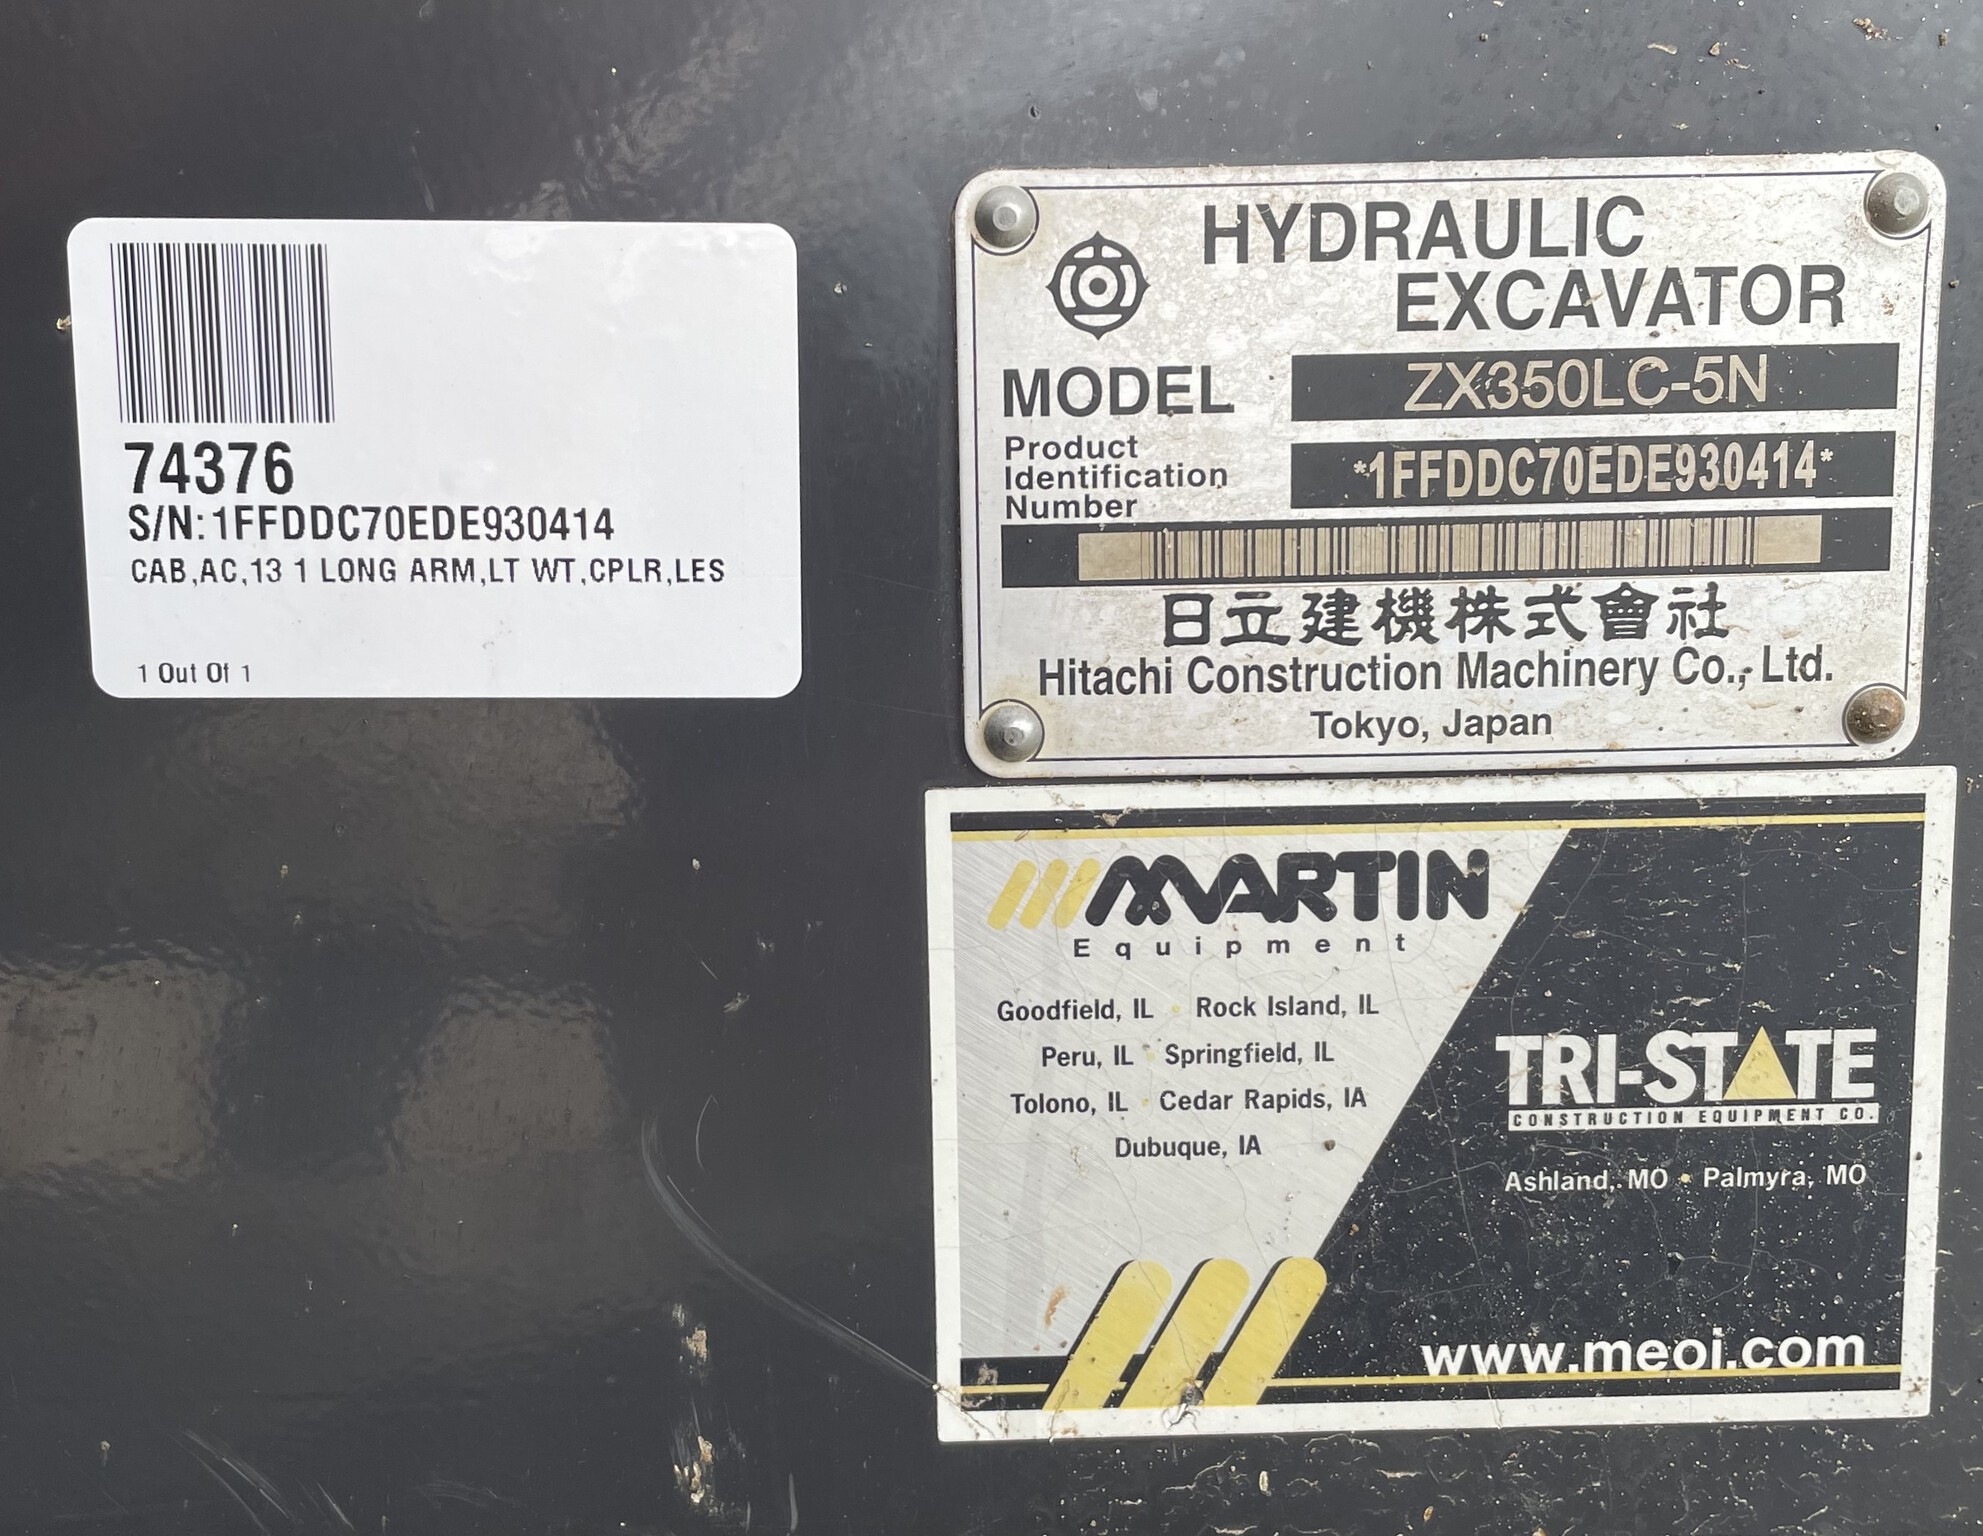 74376
S/N:1FFDDC70EDE930414
CAB,AC,13 1 LONG ARM,LT WT,CPLR,LES
1 Out Of 1
HYDRAULIC
EXCAVATOR
MODEL ZX350LC-5N
Product
Identification
Number
*1FFDDC70EDE930414*
日立建機株式會社
Hitachi Construction Machinery Co., Ltd.
Tokyo, Japan
MARTIN
Equipment
Goodfield, IL • Rock Island, IL
Peru, IL • Springfield, IL
Tolono, IL • Cedar Rapids, IA
Dubuque, IA
TRI-STATE
CONSTRUCTION EQUIPMENT CO.
Ashland, MO • Palmyra, MO
www.meoi.com